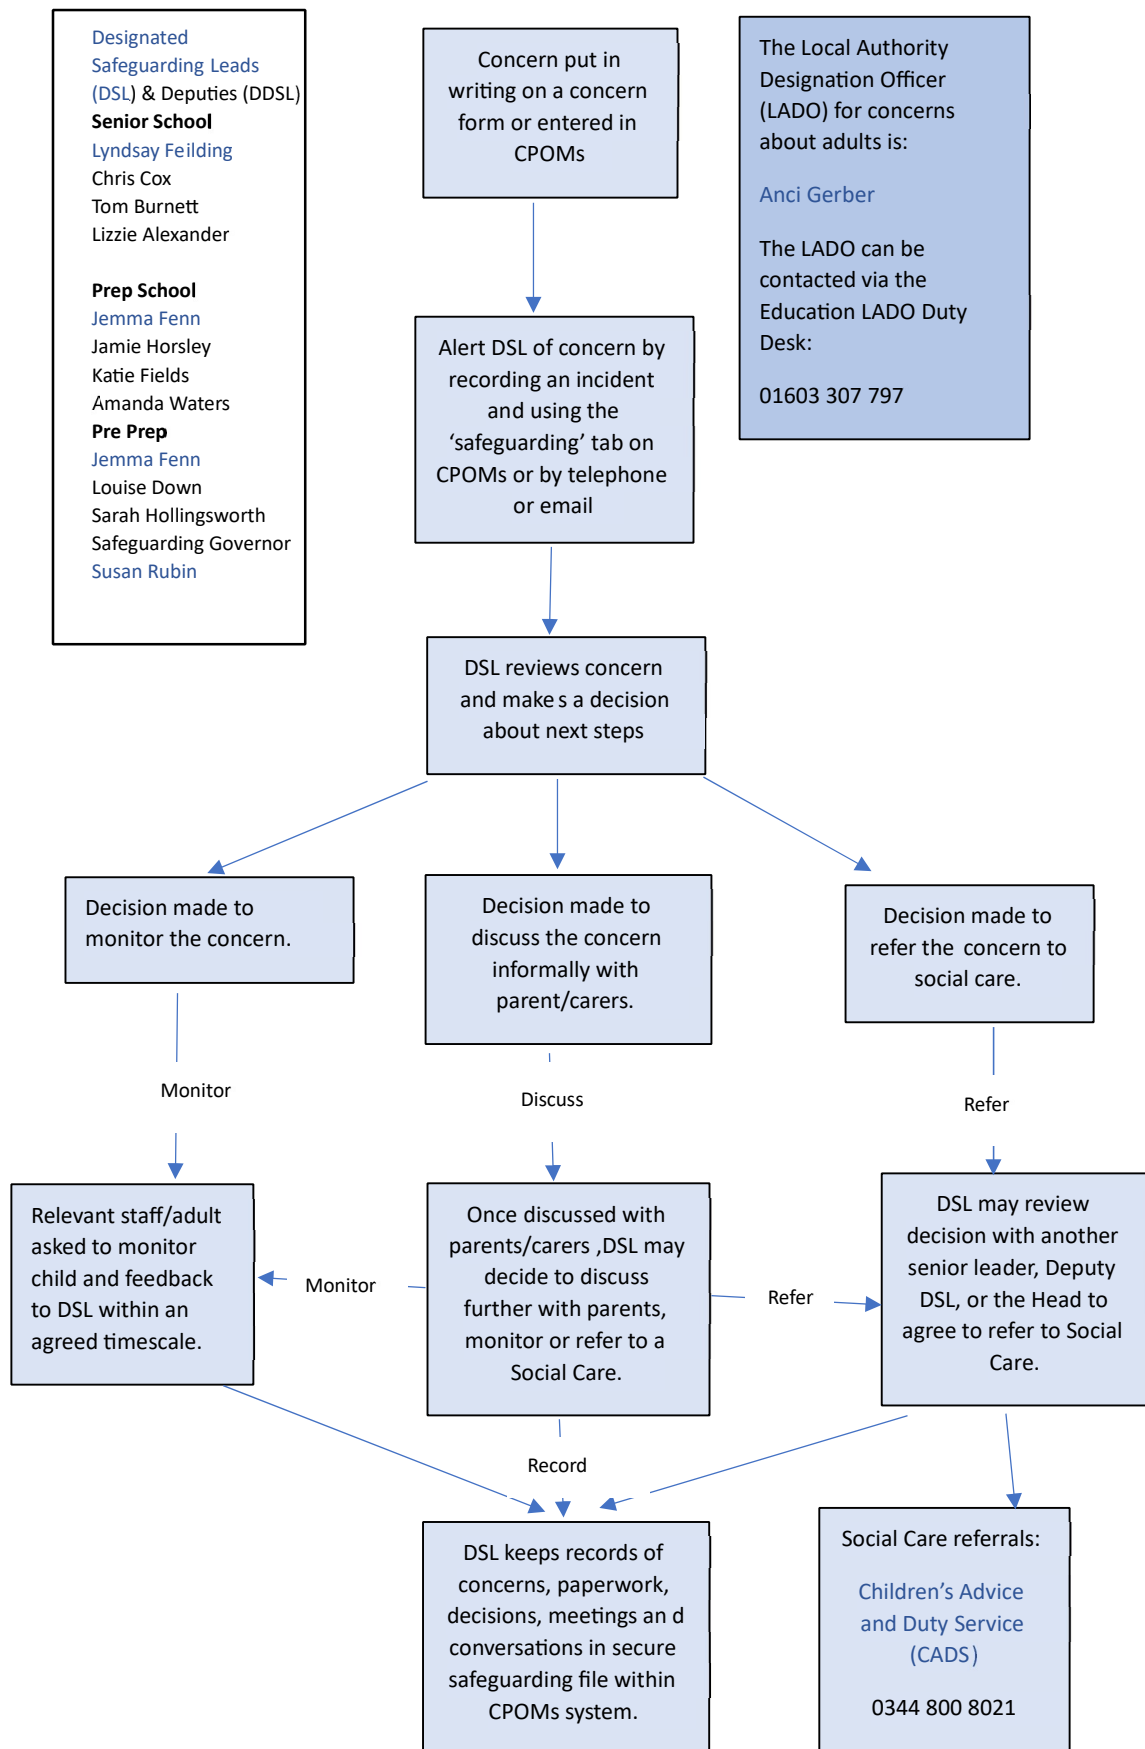 Designated
Safeguarding Leads
(DSL) & Deputies (DDSL)
Senior School
Lyndsay Feilding
Chris Cox
Tom Burnett
Lizzie Alexander
Prep School
Jemma Fenn
Jamie Horsley
Katie Fields
Amanda Waters
Pre Prep
Jemma Fenn
Louise Down
Sarah Hollingsworth
Safeguarding Governor
Susan Rubin
Concern put in
writing on a concern
form or entered in
CPOMs
The Local Authority
Designation Officer
(LADO) for concerns
about adults is:
Anci Gerber
The LADO can be
contacted via the
Education LADO Duty
Desk:
01603 307 797
Alert DSL of concern by
recording an incident
and using the
‘safeguarding’ tab on
CPOMs or by telephone
or email
DSL reviews concern
and makes a decision
about next steps
Decision made to
monitor the concern.
Decision made to
discuss the concern
informally with
parent/carers.
Decision made to
refer the concern to
social care.
Monitor
Discuss
Refer
Relevant staff/adult
asked to monitor
child and feedback
to DSL within an
agreed timescale.
Monitor
Once discussed with
parents/carers ,DSL may
decide to discuss
further with parents,
monitor or refer to a
Social Care.
Refer
DSL may review
decision with another
senior leader, Deputy
DSL, or the Head to
agree to refer to Social
Care.
Record
DSL keeps records of
concerns, paperwork,
decisions, meetings an d
conversations in secure
safeguarding file within
CPOMs system.
Social Care referrals:
Children’s Advice
and Duty Service
(CADS)
0344 800 8021